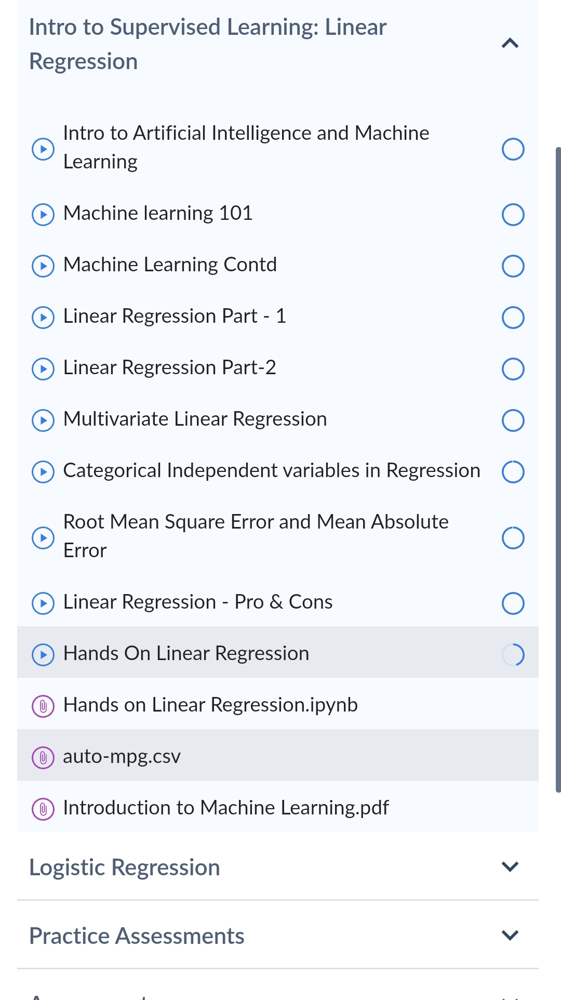 Intro to Supervised Learning: Linear
Regression
Intro to Artificial Intelligence and Machine
Learning
Machine learning 101
Machine Learning Contd
Linear Regression Part - 1
Linear Regression Part-2
Multivariate Linear Regression
Categorical Independent variables in Regression
Root Mean Square Error and Mean Absolute
Error
Linear Regression - Pro & Cons
Hands On Linear Regression
Hands on Linear Regression.ipynb
auto-mpg.csv
Introduction to Machine Learning.pdf
Logistic Regression
Practice Assessments